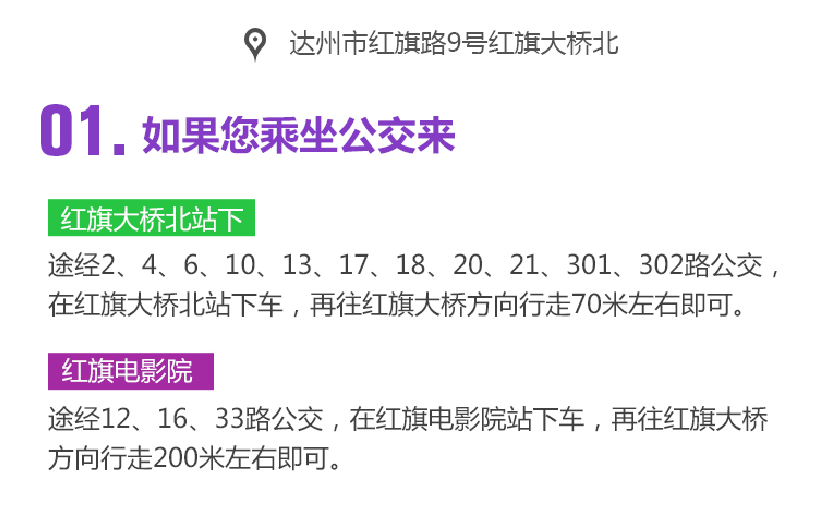 达州市红旗路9号红旗大桥北
01. 如果您乘坐公交来
红旗大桥北站下
途经2、4、6、10、13、17、18、20、21、301、302路公交，
在红旗大桥北站下车，再往红旗大桥方向行走70米左右即可。
红旗电影院
途经12、16、33路公交，在红旗电影院站下车，再往红旗大桥
方向行走200米左右即可。